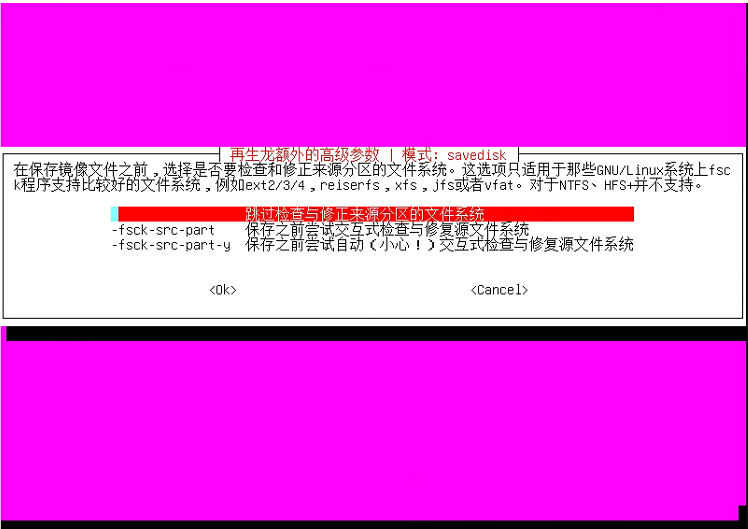 再生龙额外的高级参数 | 模式: savedisk
在保存镜像文件之前，选择是否要检查和修正来源分区的文件系统。这选项只适用于那些GNU/Linux系统上fsc
k程序支持比较好的文件系统，例如ext2/3/4，reiserfs，xfs，jfs或者vfat。对于NTFS、HFS+并不支持。
跳过检查与修正来源分区的文件系统
-fsck-src-part 保存之前尝试交互式检查与修复源文件系统
-fsck-src-part-y 保存之前尝试自动（小心！）交互式检查与修复源文件系统
<Ok> <Cancel>